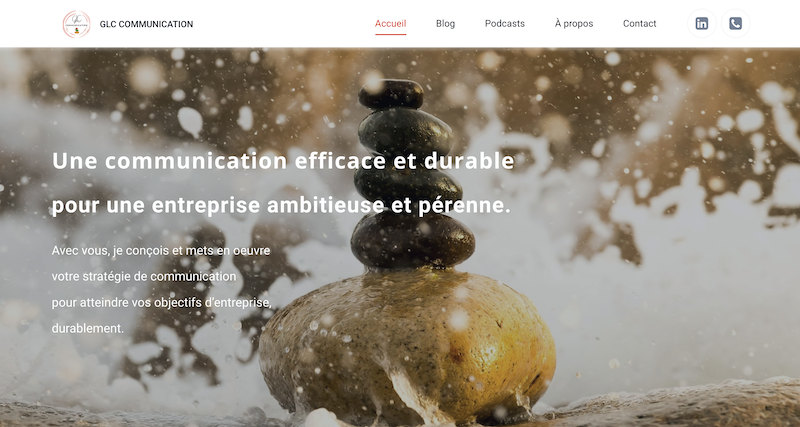 GLC COMMUNICATION
Accueil
Blog
Podcasts
À propos
Contact
Une communication efficace et durable
pour une entreprise ambitieuse et pérenne.
Avec vous, je conçois et mets en oeuvre
votre stratégie de communication
pour atteindre vos objectifs d'entreprise,
durablement.